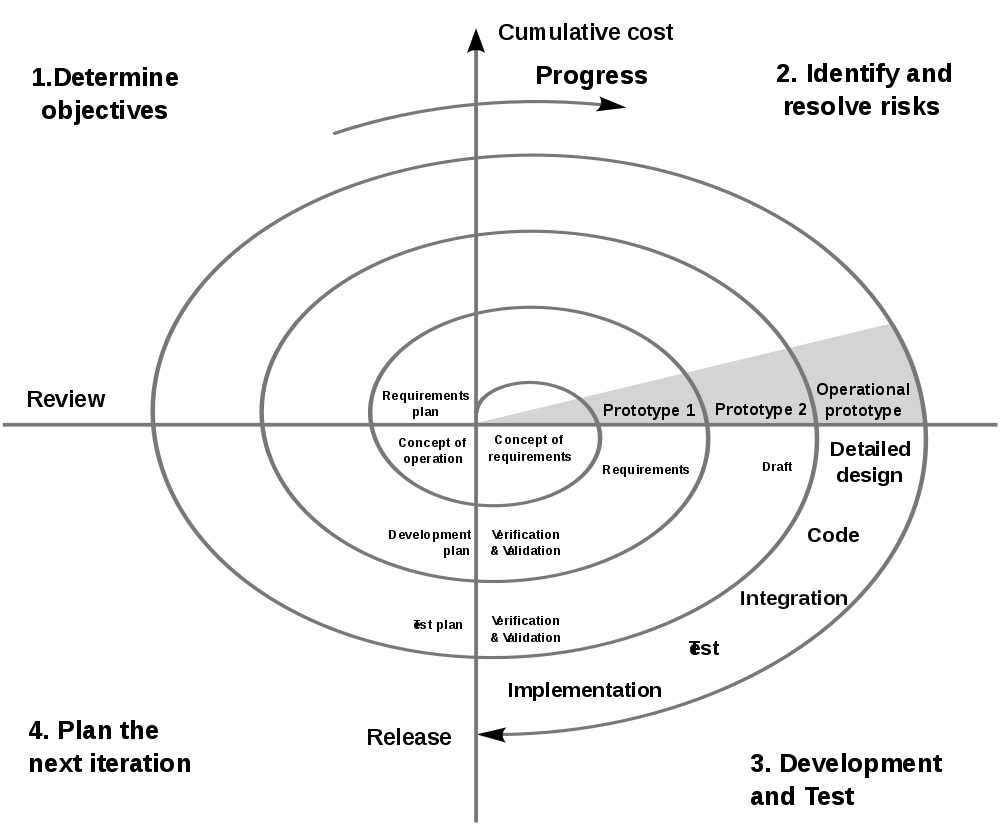 Cumulative cost
Progress
1.Determine
objectives
2. Identify and
resolve risks
Review
Requirements
plan
Prototype 1
Prototype 2
Operational
prototype
Concept of
operation
Concept of
requirements
Requirements
Draft
Detailed
design
Code
Development
plan
Verification
& Validation
Integration
Test plan
Verification
& Validation
Test
Implementation
Release
4. Plan the
next iteration
3. Development
and Test